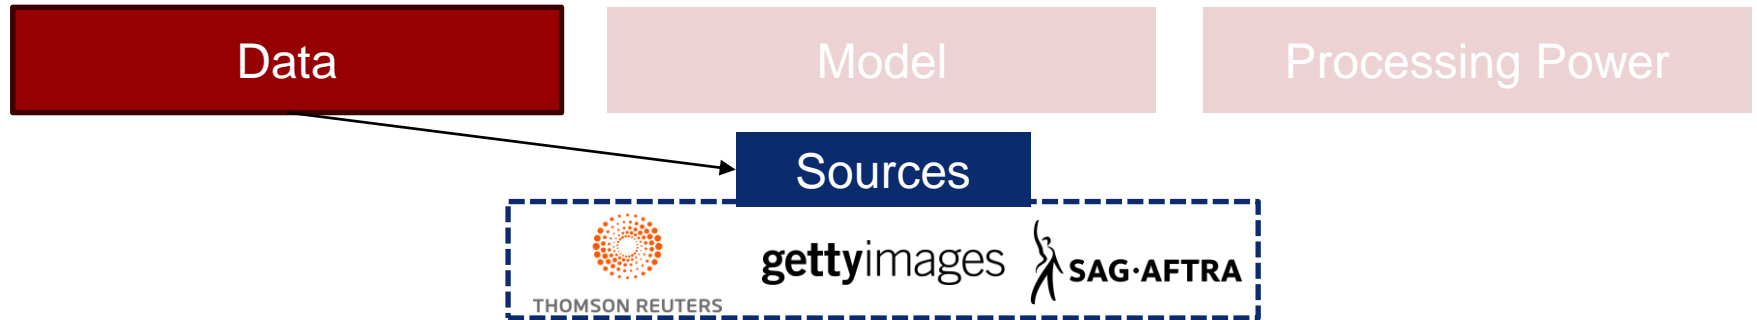 Data
Model
Processing Power
Sources
THOMSON REUTERS
gettyimages
SAG·AFTRA